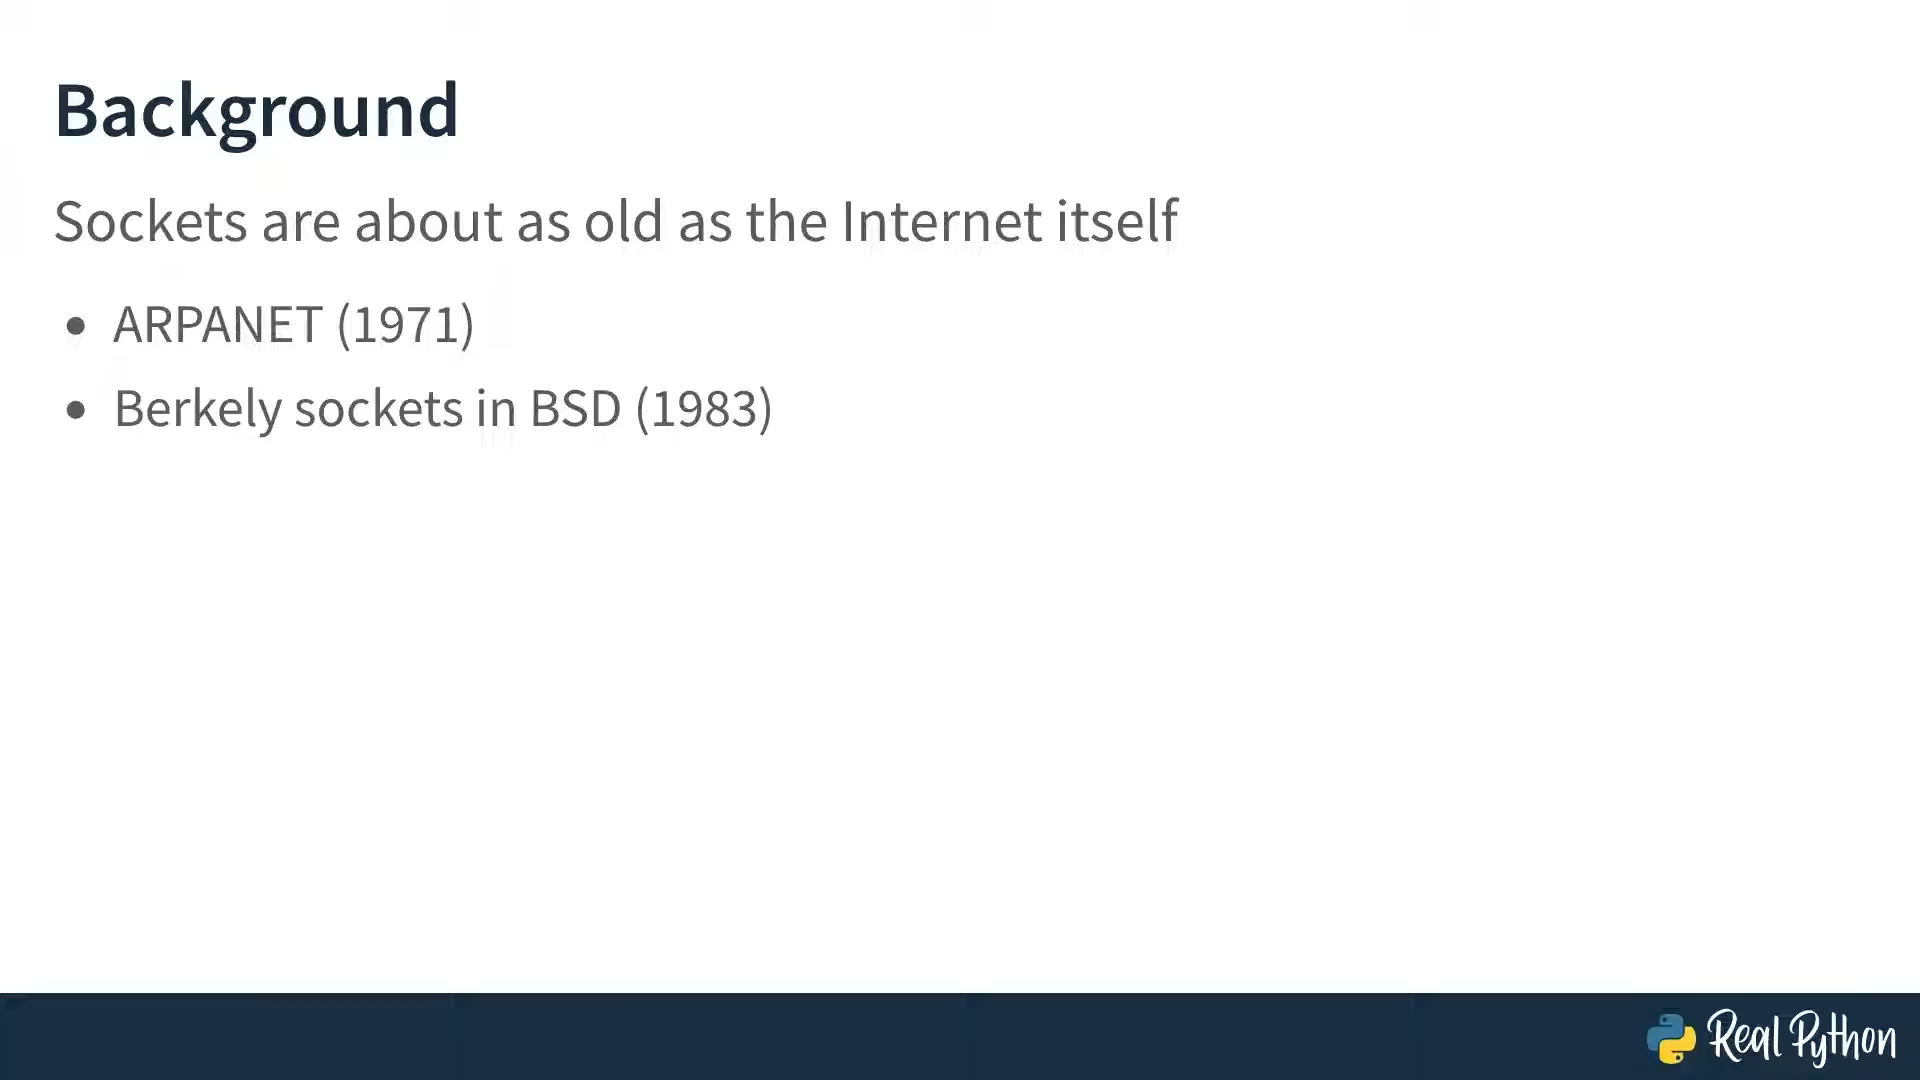 Background
Sockets are about as old as the Internet itself
• ARPANET (1971)
• Berkely sockets in BSD (1983)
Real Python